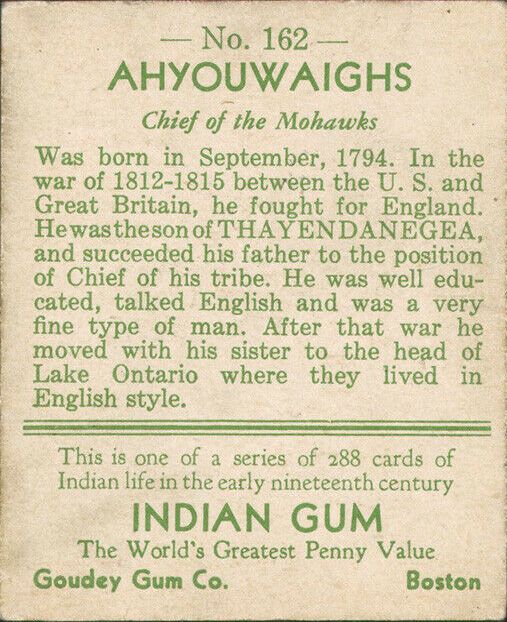 — No. 162 —
AHYOUWAIGHS
Chief of the Mohawks
Was born in September, 1794. In the
war of 1812-1815 between the U. S. and
Great Britain, he fought for England.
He was the son of THAYENDANEGEA,
and succeeded his father to the position
of Chief of his tribe. He was well edu-
cated, talked English and was a very
fine type of man. After that war he
moved with his sister to the head of
Lake Ontario where they lived in
English style.
This is one of a series of 288 cards of
Indian life in the early nineteenth century
INDIAN GUM
The World's Greatest Penny Value
Goudey Gum Co. Boston